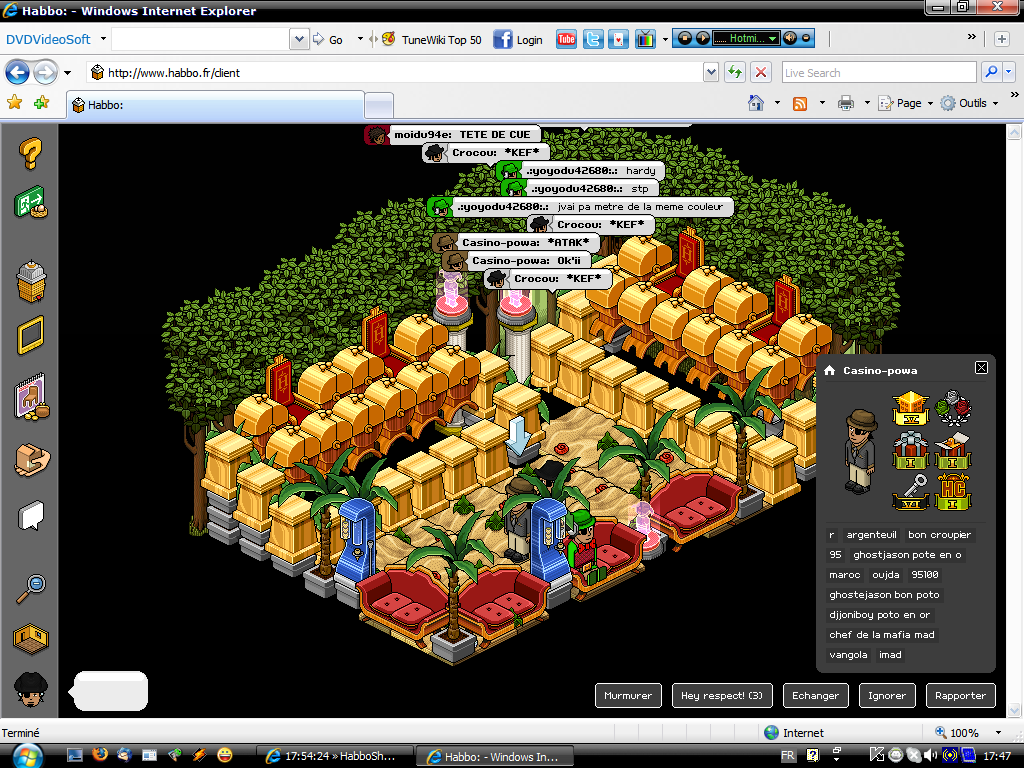 Habbo: - Windows Internet Explorer
DVDVideoSoft Go TuneWiki Top 50 Login You Tube ..... Hotmi... »
http://www.habbo.fr/client Live Search
Habbo: Page Outils »
moidu94e: TETE DE CUE
Crocou: *KEF*
.:yoyodu42680:.: hardy
.:yoyodu42680:.: stp
.:yoyodu42680:.: jvai pa metre de la meme couleur
Crocou: *KEF*
Casino-powa: *ATAK*
Casino-powa: Ok'ii
Crocou: *KEF*
Casino-powa
HC
r argenteuil bon croupier
95 ghostjason pote en o
maroc oujda 95100
ghostejason bon poto
djjoniboy poto en or
chef de la mafia mad
vangola imad
Murmurer Hey respect! (3) Echanger Ignorer Rapporter
Terminé Internet 100%
17:54:24 » HabboSh... Habbo: - Windows In... FR 17:47